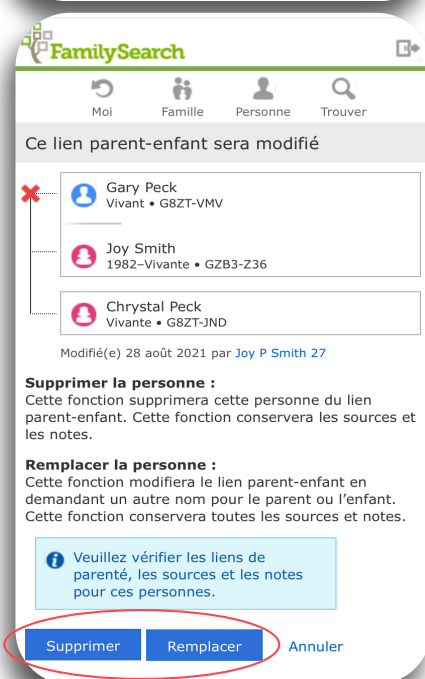 FamilySearch
Moi Famille Personne Trouver
Ce lien parent-enfant sera modifié
Gary Peck
Vivant • G8ZT-VMV
Joy Smith
1982–Vivante • GZB3-Z36
Chrystal Peck
Vivante • G8ZT-JND
Modifié(e) 28 août 2021 par Joy P Smith 27
Supprimer la personne :
Cette fonction supprimera cette personne du lien
parent-enfant. Cette fonction conservera les sources et
les notes.
Remplacer la personne :
Cette fonction modifiera le lien parent-enfant en
demandant un autre nom pour le parent ou l’enfant.
Cette fonction conservera toutes les sources et notes.
Veuillez vérifier les liens de
parenté, les sources et les notes
pour ces personnes.
Supprimer Remplacer Annuler